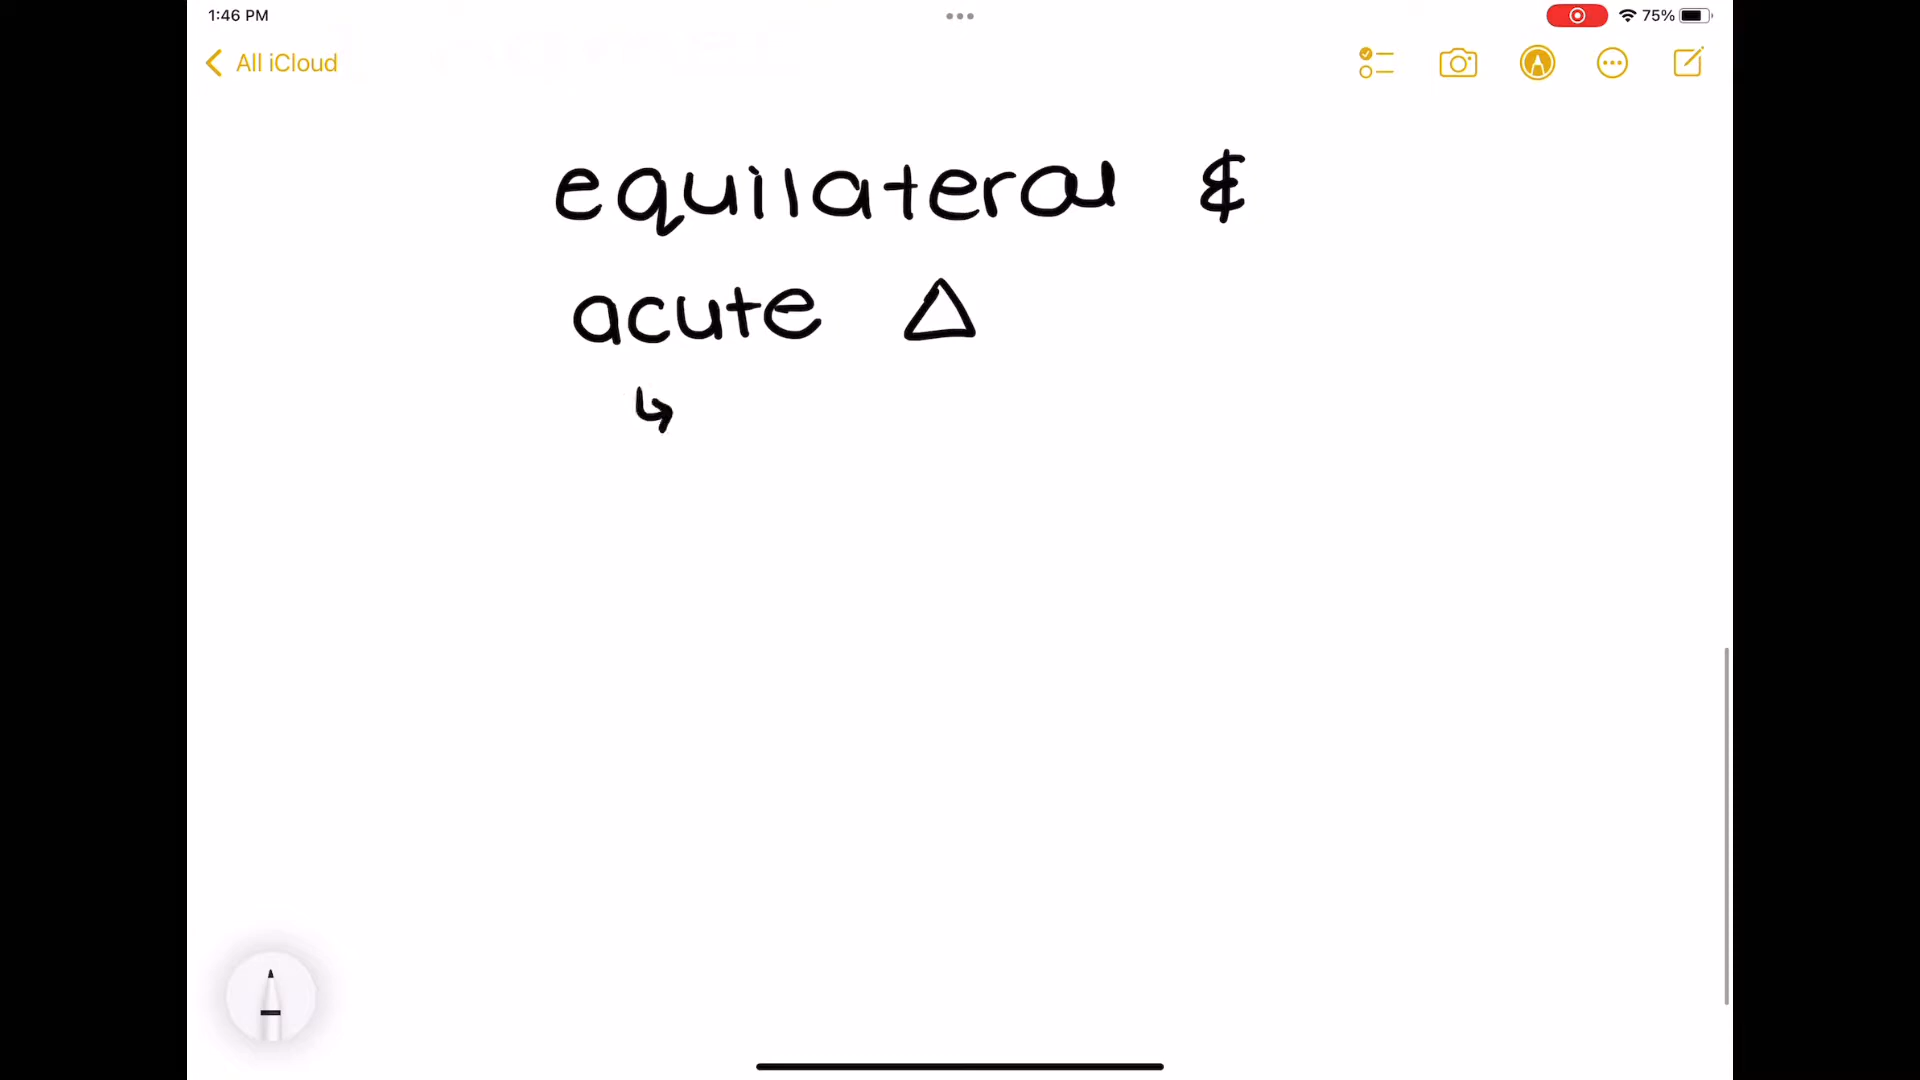 1:46 PM
75%
All iCloud
equilateral &
acute △
↳